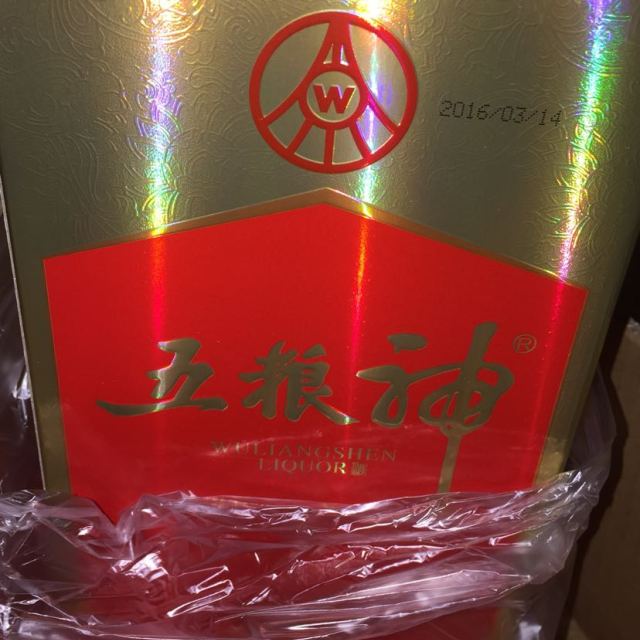 W
2016/03/14
五粮神®
WULIANGSHEN
LIQUOR